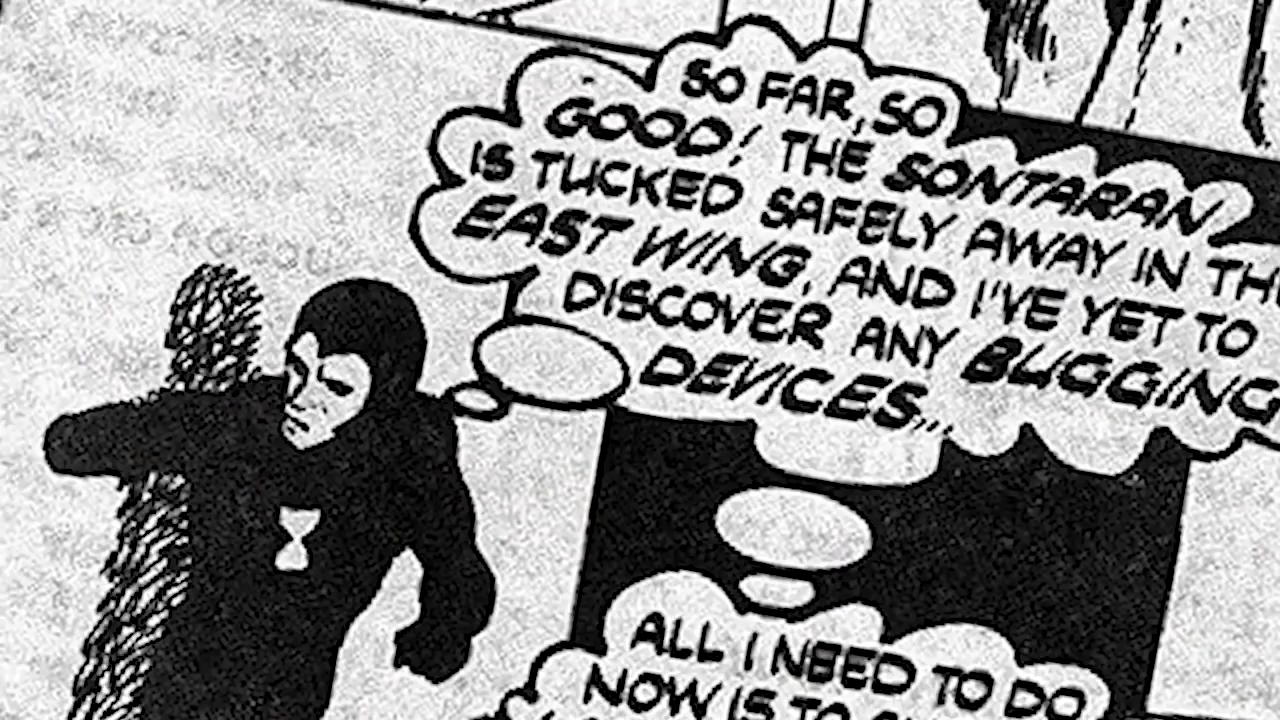 SO FAR, SO
GOOD! THE SONTARAN
IS TUCKED SAFELY AWAY IN
EAST WING, AND I'VE YET TO
DISCOVER ANY BUGGING
DEVICES...
ALL I NEED TO DO
NOW IS TO